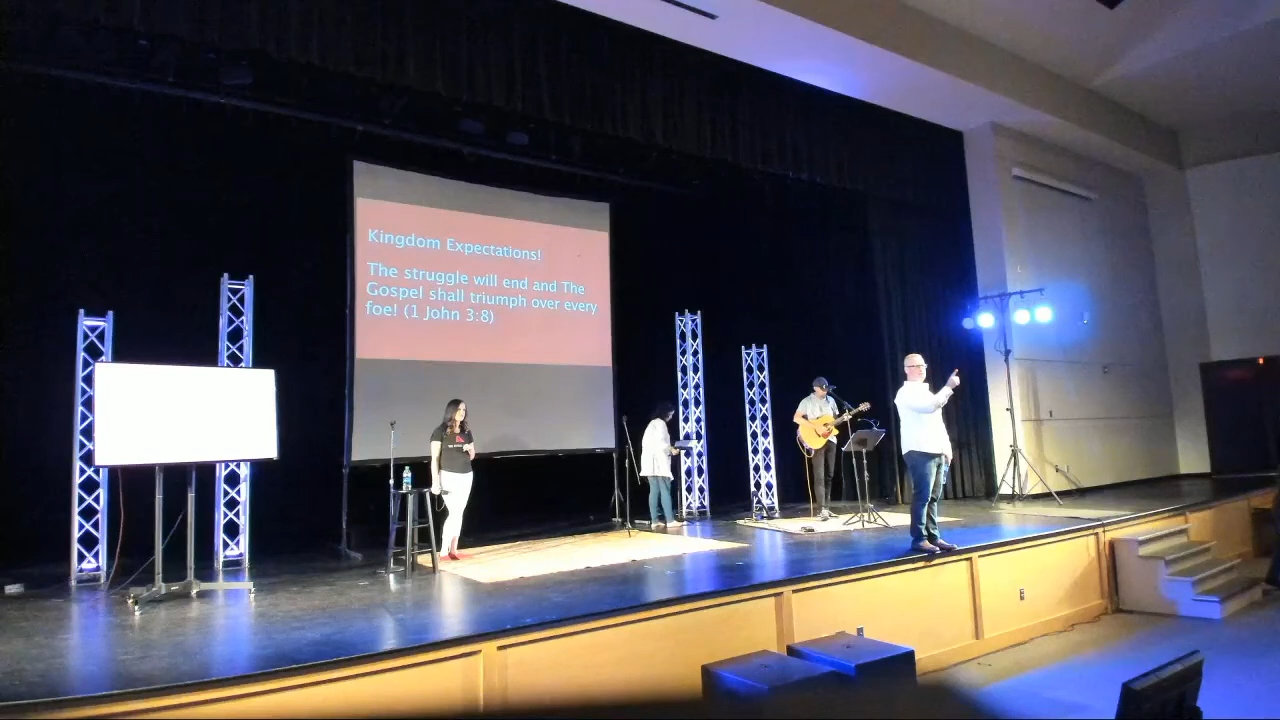 Kingdom Expectations!
The struggle will end and The
Gospel shall triumph over every
foe! (1 John 3:8)